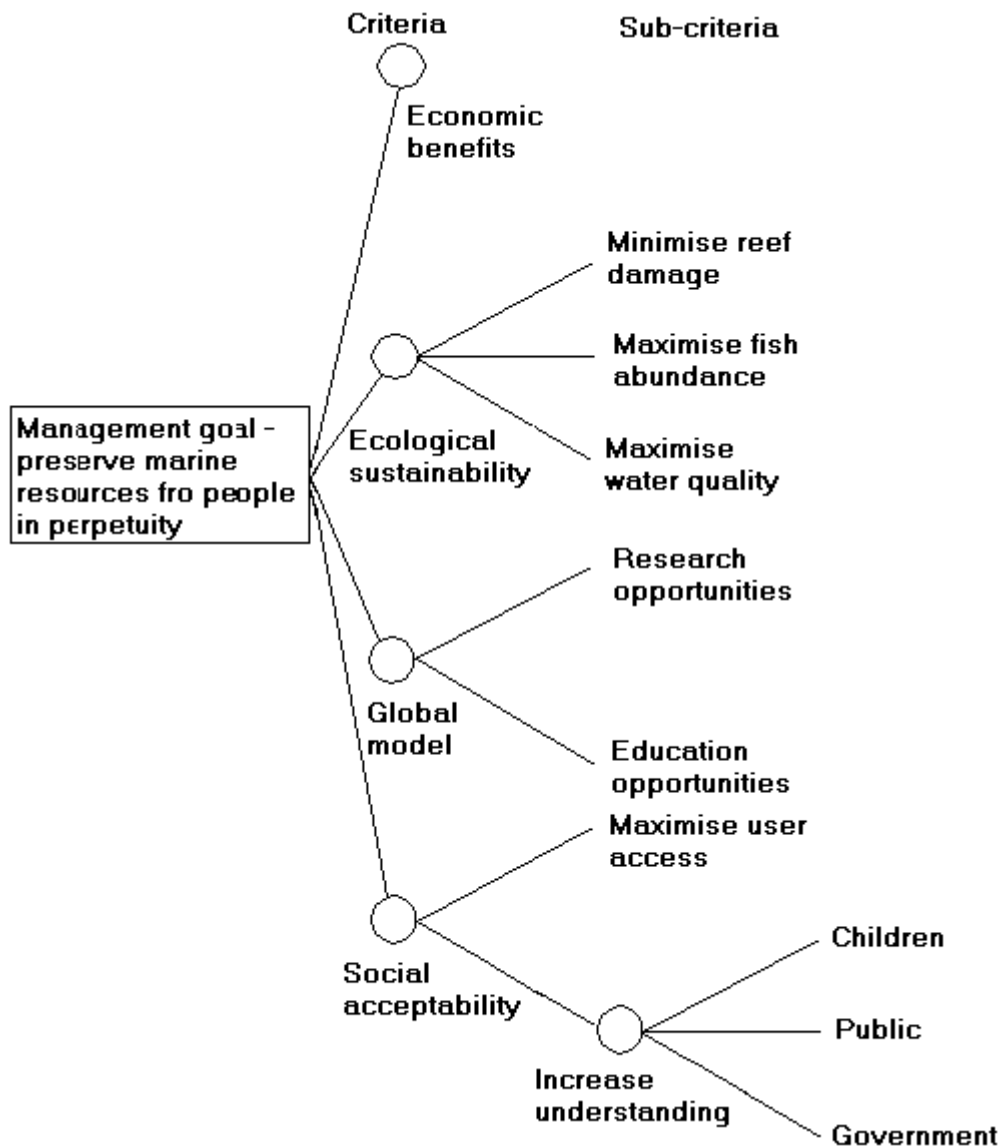 Criteria
Sub-criteria
Economic
benefits
Minimise reef
damage
Maximise fish
abundance
Management goal -
preserve marine
resources fro people
in perpetuity
Ecological
sustainability
Maximise
water quality
Research
opportunities
Global
model
Education
opportunities
Maximise user
access
Social
acceptability
Children
Public
Increase
understanding
Government